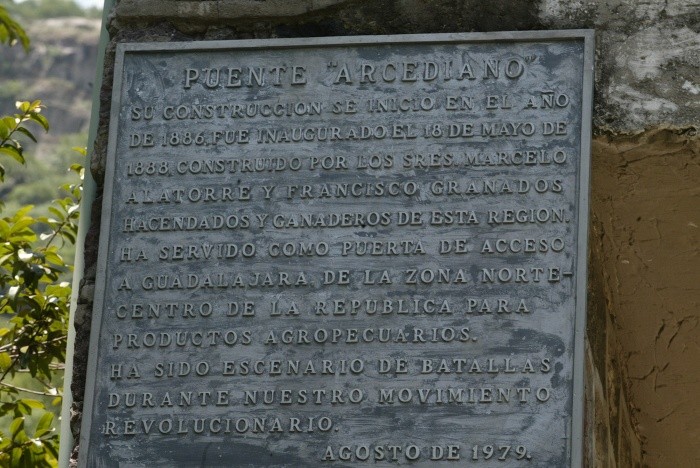 PUENTE "ARCEDIANO"
SU CONSTRUCCION SE INICIO EN EL AÑO
DE 1886, FUE INAUGURADO EL 18 DE MAYO DE
1888, CONSTRUIDO POR LOS SRES. MARCELO
ALATORRE Y FRANCISCO GRANADOS
HACENDADOS Y GANADEROS DE ESTA REGION.
HA SERVIDO COMO PUERTA DE ACCESO
A GUADALAJARA DE LA ZONA NORTE-
CENTRO DE LA REPUBLICA PARA
PRODUCTOS AGROPECUARIOS.
HA SIDO ESCENARIO DE BATALLAS
DURANTE NUESTRO MOVIMIENTO
REVOLUCIONARIO.
AGOSTO DE 1979.